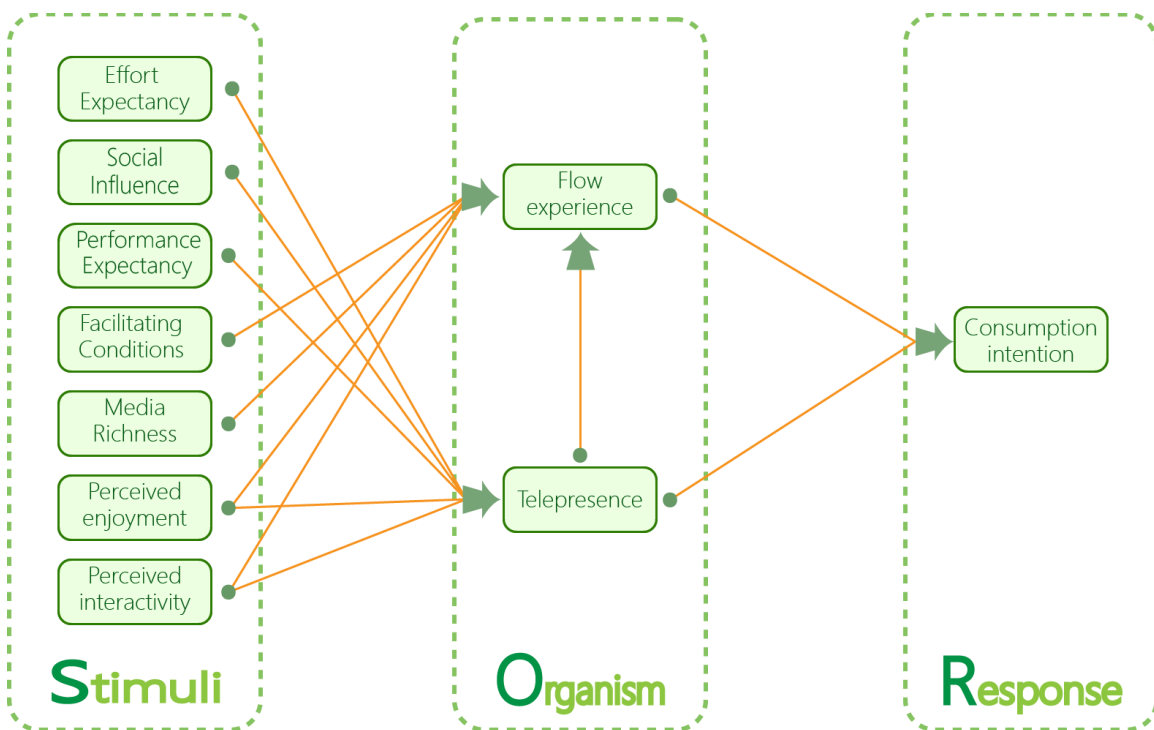 Effort
Expectancy
Social
Influence
Performance
Expectancy
Facilitating
Conditions
Media
Richness
Perceived
enjoyment
Perceived
interactivity
Stimuli
Flow
experience
Telepresence
Organism
Consumption
intention
Response